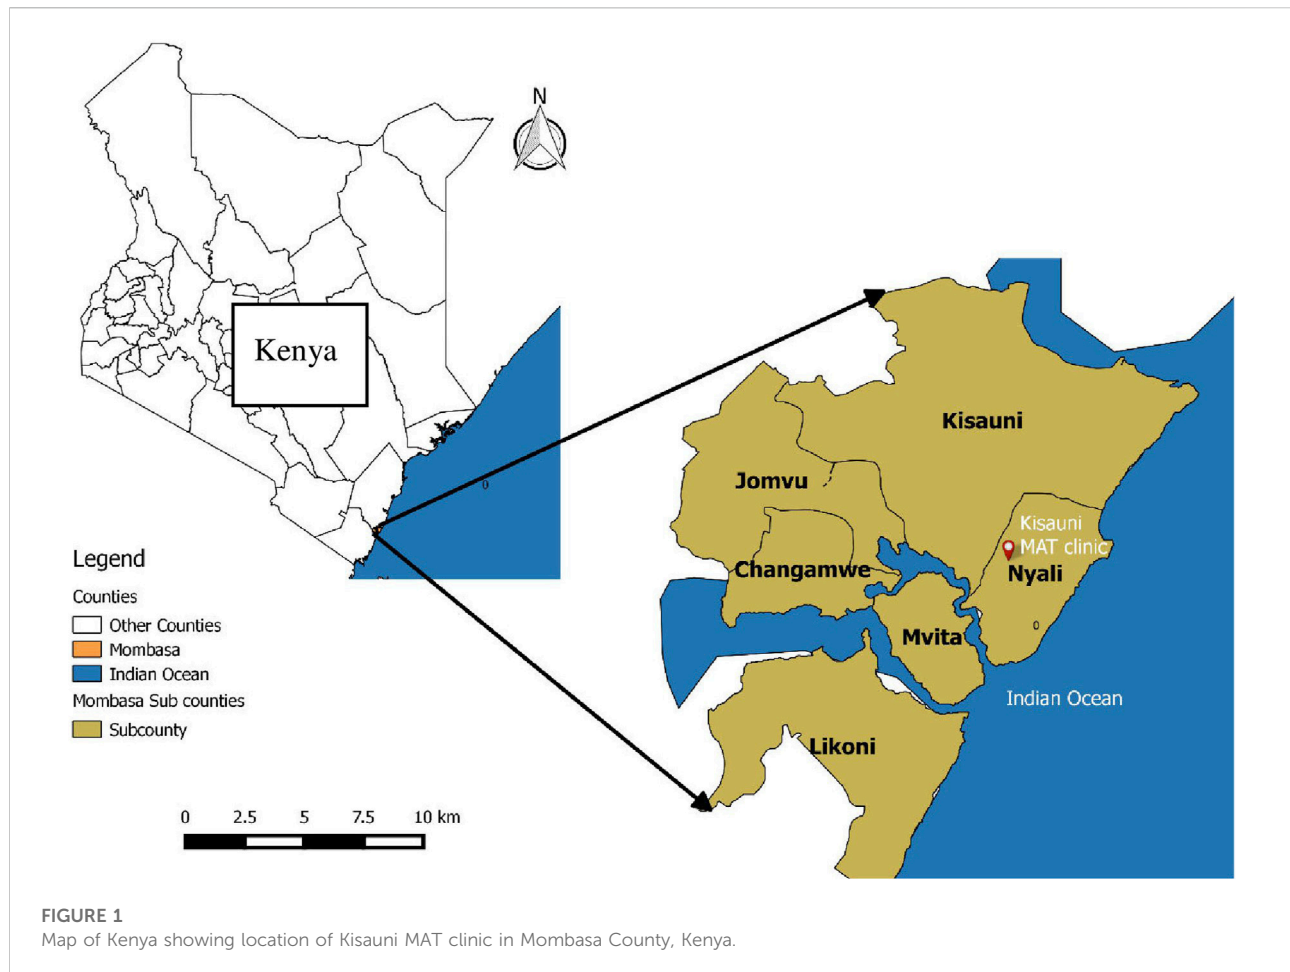 N
Kenya
0
Kisauni
Jomvu
Kisauni
MAT clinic
Changamwe
Nyali
0
Mvita
Indian Ocean
Likoni
Legend
Counties
Other Counties
Mombasa
Indian Ocean
Mombasa Sub counties
Subcounty
0 2.5 5 7.5 10 km
FIGURE 1
Map of Kenya showing location of Kisauni MAT clinic in Mombasa County, Kenya.